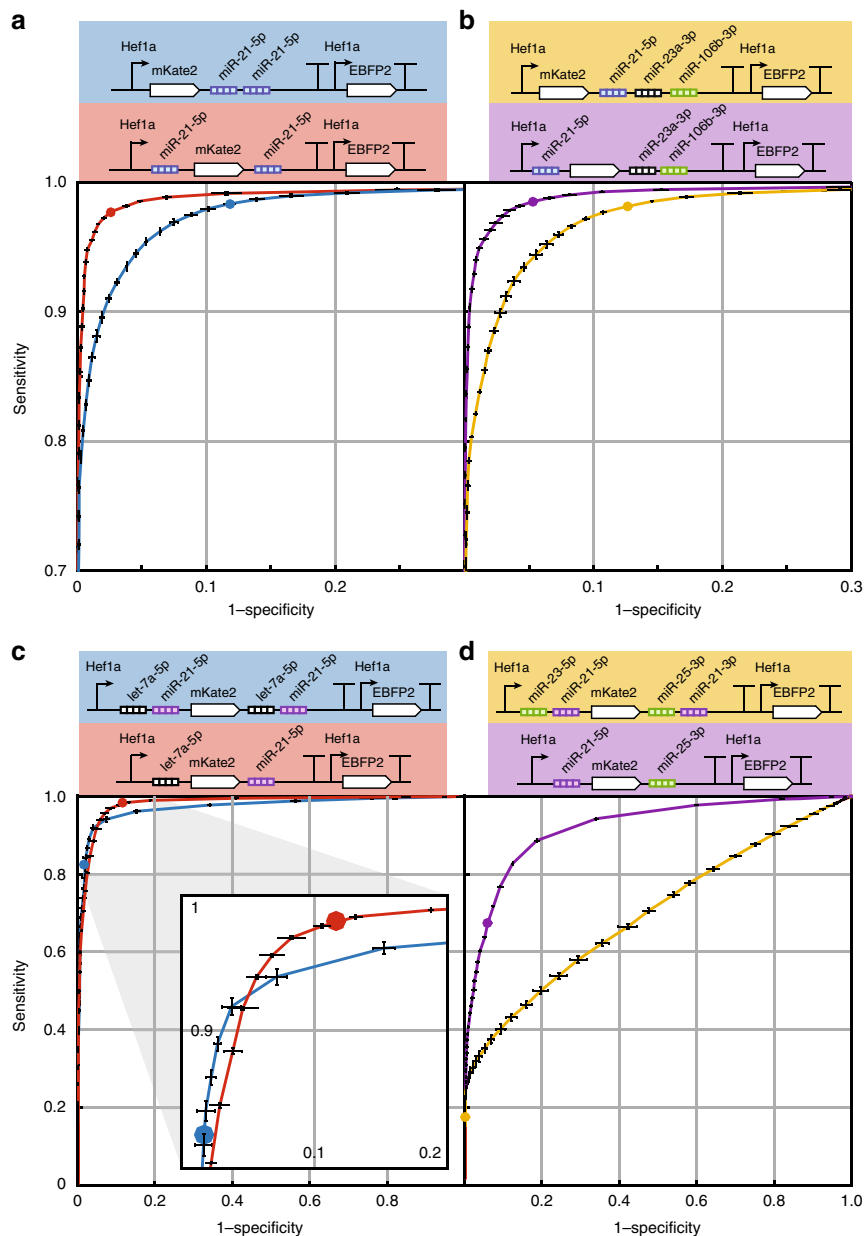 a
Hef1a
miR-21-5p
miR-21-5p
Hef1a
mKate2
EBFP2
Hef1a
miR-21-5p
mKate2
miR-21-5p
Hef1a
EBFP2
b
Hef1a
miR-21-5p
miR-23a-3p
miR-106b-3p
Hef1a
mKate2
EBFP2
Hef1a
miR-21-5p
miR-23a-3p
miR-106b-3p
Hef1a
EBFP2
1.0
0.9
0.8
0.7
Sensitivity
0
0.1
0.2
1–specificity
0.1
0.2
0.3
1–specificity
c
Hef1a
let-7a-5p
miR-21-5p
mKate2
let-7a-5p
miR-21-5p
Hef1a
EBFP2
Hef1a
let-7a-5p
mKate2
miR-21-5p
Hef1a
EBFP2
d
Hef1a
miR-23-5p
miR-21-5p
mKate2
miR-25-3p
miR-21-3p
Hef1a
EBFP2
Hef1a
miR-21-5p
mKate2
miR-25-3p
Hef1a
EBFP2
1.0
0.8
0.6
0.4
0.2
0
Sensitivity
1
0.9
0.1
0.2
0
0.2
0.4
0.6
0.8
1–specificity
0.2
0.4
0.6
0.8
1.0
1–specificity